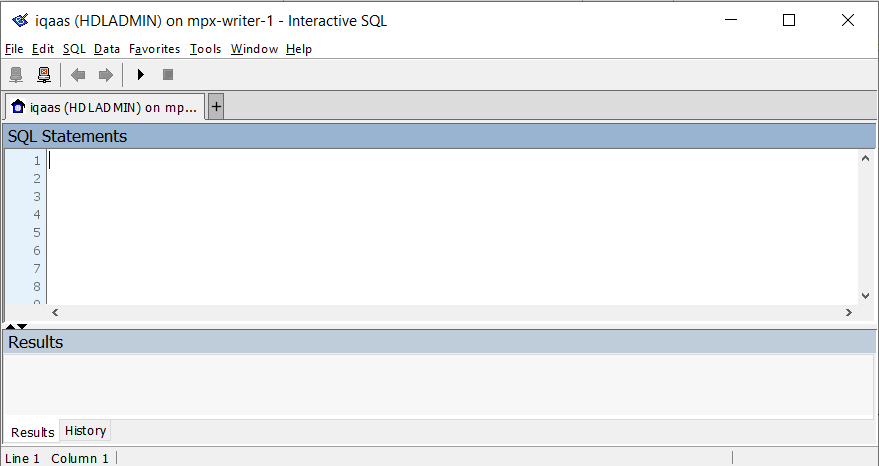 iqaas (HDLADMIN) on mpx-writer-1 - Interactive SQL
File Edit SQL Data Favorites Tools Window Help
iqaas (HDLADMIN) on mp... +
SQL Statements
1
2
3
4
5
6
7
8
9
Results
Results History
Line 1 Column 1